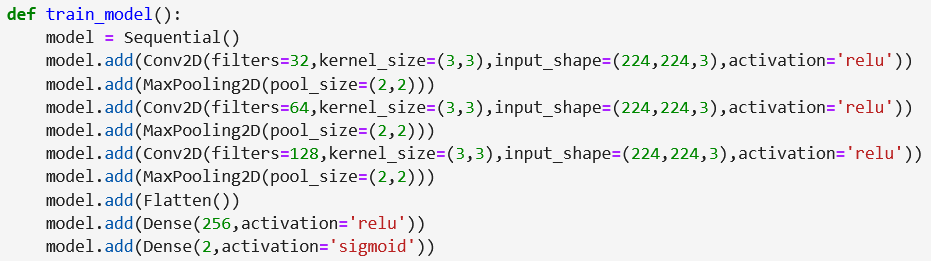 def train_model():
    model = Sequential()
    model.add(Conv2D(filters=32,kernel_size=(3,3),input_shape=(224,224,3),activation='relu'))
    model.add(MaxPooling2D(pool_size=(2,2)))
    model.add(Conv2D(filters=64,kernel_size=(3,3),input_shape=(224,224,3),activation='relu'))
    model.add(MaxPooling2D(pool_size=(2,2)))
    model.add(Conv2D(filters=128,kernel_size=(3,3),input_shape=(224,224,3),activation='relu'))
    model.add(MaxPooling2D(pool_size=(2,2)))
    model.add(Flatten())
    model.add(Dense(256,activation='relu'))
    model.add(Dense(2,activation='sigmoid'))